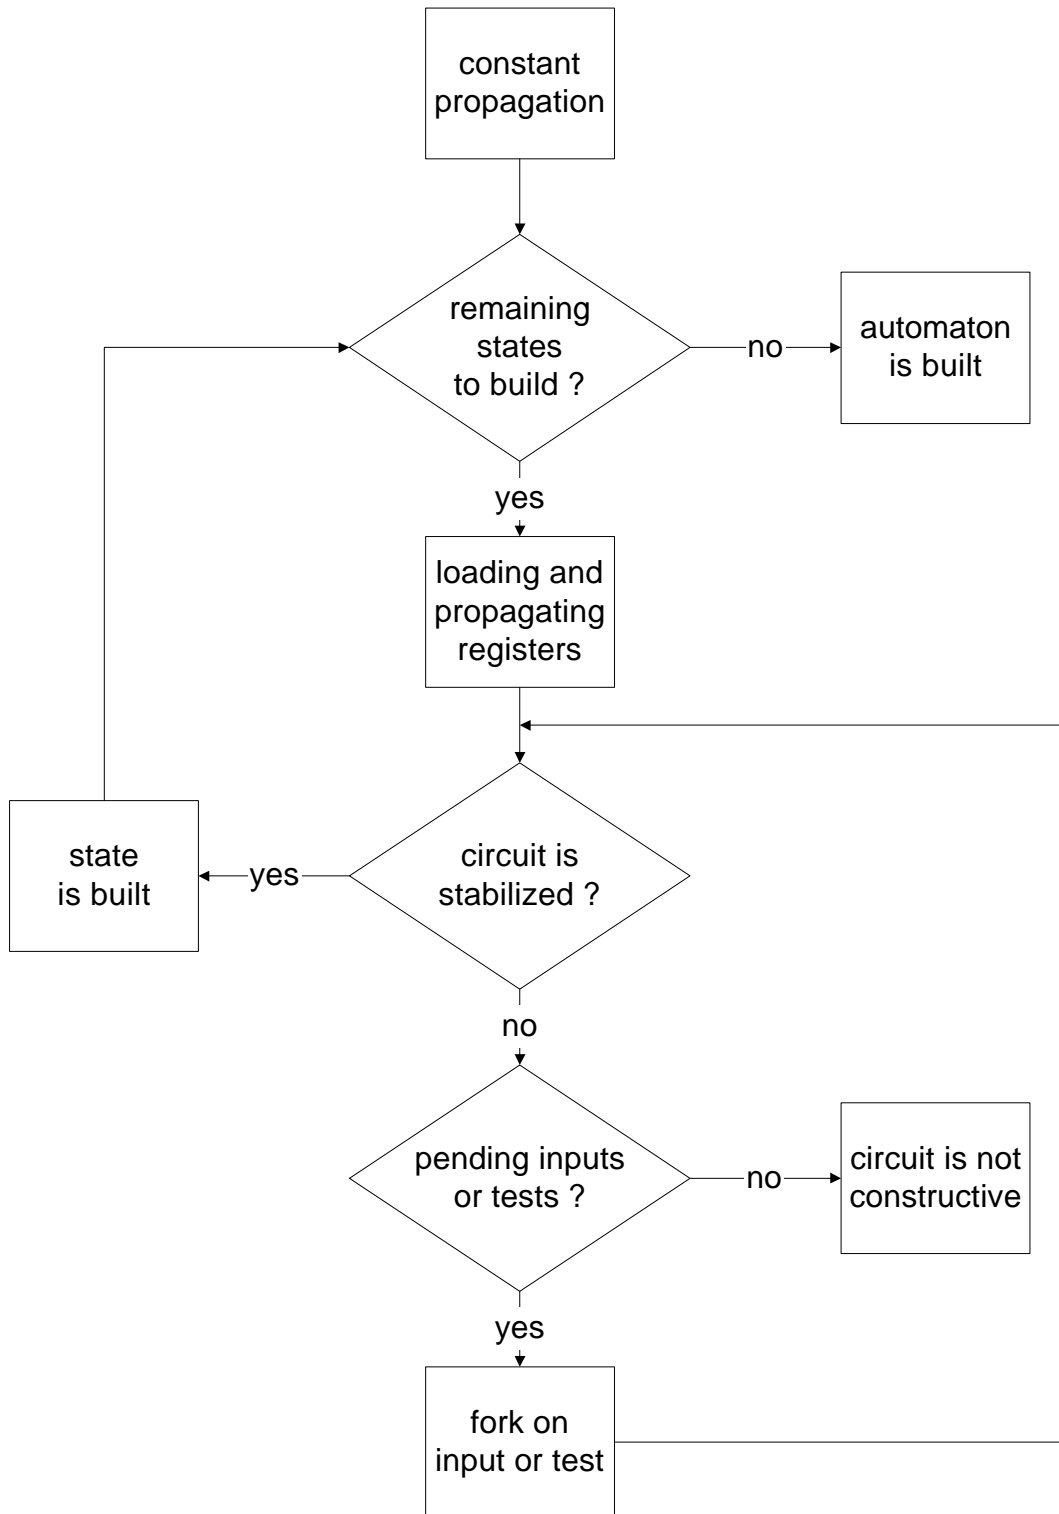 constant
propagation
remaining
states
to build ?
no
automaton
is built
yes
loading and
propagating
registers
state
is built
yes
circuit is
stabilized ?
no
pending inputs
or tests ?
no
circuit is not
constructive
yes
fork on
input or test